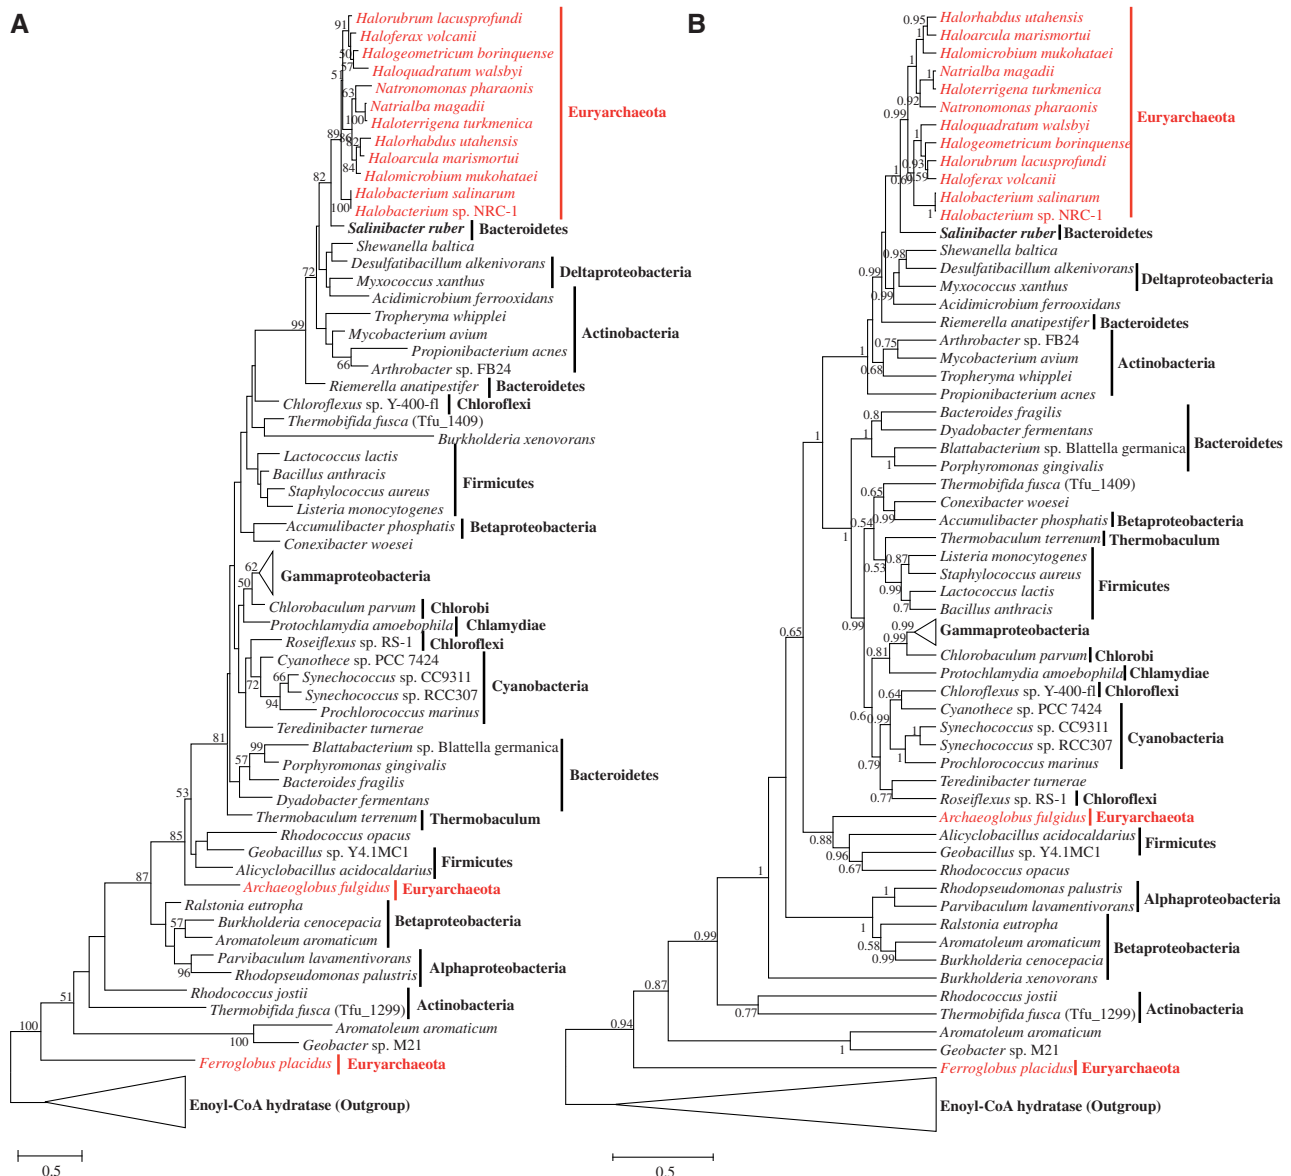 A
Halorubrum lacusprofundi
Haloferax volcanii
Halogeometricum borinquense
Haloquadratum walsbyi
Natronomonas pharaonis
Natrialba magadii
Haloterrigena turkmenica
Halorhabdus utahensis
Haloarcula marismortui
Halomicrobium mukohataei
Halobacterium salinarum
Halobacterium sp. NRC-1
Euryarchaeota
Salinibacter ruber Bacteroidetes
Shewanella baltica
Desulfatibacillum alkenivorans
Myxococcus xanthus
Deltaproteobacteria
Acidimicrobium ferrooxidans
Tropheryma whipplei
Mycobacterium avium
Propionibacterium acnes
Arthrobacter sp. FB24
Actinobacteria
Riemerella anatipestifer Bacteroidetes
Chloroflexus sp. Y-400-fl Chloroflexi
Thermobifida fusca (Tfu_1409)
Burkholderia xenovorans
Lactococcus lactis
Bacillus anthracis
Staphylococcus aureus
Listeria monocytogenes
Firmicutes
Accumulibacter phosphatis Betaproteobacteria
Conexibacter woesei
Gammaproteobacteria
Chlorobaculum parvum Chlorobi
Protochlamydia amoebophila Chlamydiae
Roseiflexus sp. RS-1 Chloroflexi
Cyanothece sp. PCC 7424
Synechococcus sp. CC9311
Synechococcus sp. RCC307
Prochlorococcus marinus
Cyanobacteria
Teredinibacter turnerae
Blattabacterium sp. Blattella germanica
Porphyromonas gingivalis
Bacteroides fragilis
Dyadobacter fermentans
Bacteroidetes
Thermobaculum terrenum Thermobaculum
Rhodococcus opacus
Geobacillus sp. Y4.1MC1
Alicyclobacillus acidocaldarius
Firmicutes
Archaeoglobus fulgidus Euryarchaeota
Ralstonia eutropha
Burkholderia cenocepacia
Aromatoleum aromaticum
Betaproteobacteria
Parvibaculum lavamentivorans
Rhodopseudomonas palustris
Alphaproteobacteria
Rhodococcus jostii
Thermobifida fusca (Tfu_1299)
Actinobacteria
Aromatoleum aromaticum
Geobacter sp. M21
Ferroglobus placidus Euryarchaeota
Enoyl-CoA hydratase (Outgroup)
91
50
57
51
63
100
89
86
82
84
100
82
72
99
66
62
50
72
66
94
81
99
57
53
85
87
57
96
51
100
100
0.5
B
Halorhabdus utahensis
Haloarcula marismortui
Halomicrobium mukohataei
Natrialba magadii
Haloterrigena turkmenica
Natronomonas pharaonis
Haloquadratum walsbyi
Halogeometricum borinquense
Halorubrum lacusprofundi
Haloferax volcanii
Halobacterium salinarum
Halobacterium sp. NRC-1
Euryarchaeota
Salinibacter ruber Bacteroidetes
Shewanella baltica
Desulfatibacillum alkenivorans
Myxococcus xanthus
Deltaproteobacteria
Acidimicrobium ferrooxidans
Riemerella anatipestifer Bacteroidetes
Arthrobacter sp. FB24
Mycobacterium avium
Tropheryma whipplei
Propionibacterium acnes
Actinobacteria
Bacteroides fragilis
Dyadobacter fermentans
Blattabacterium sp. Blattella germanica
Porphyromonas gingivalis
Bacteroidetes
Thermobifida fusca (Tfu_1409)
Conexibacter woesei
Accumulibacter phosphatis Betaproteobacteria
Thermobaculum terrenum Thermobaculum
Listeria monocytogenes
Staphylococcus aureus
Lactococcus lactis
Bacillus anthracis
Firmicutes
Gammaproteobacteria
Chlorobaculum parvum Chlorobi
Protochlamydia amoebophila Chlamydiae
Chloroflexus sp. Y-400-fl Chloroflexi
Cyanothece sp. PCC 7424
Synechococcus sp. CC9311
Synechococcus sp. RCC307
Prochlorococcus marinus
Cyanobacteria
Teredinibacter turnerae
Roseiflexus sp. RS-1 Chloroflexi
Archaeoglobus fulgidus Euryarchaeota
Alicyclobacillus acidocaldarius
Geobacillus sp. Y4.1MC1
Firmicutes
Rhodococcus opacus
Rhodopseudomonas palustris
Parvibaculum lavamentivorans
Alphaproteobacteria
Ralstonia eutropha
Aromatoleum aromaticum
Burkholderia cenocepacia
Betaproteobacteria
Burkholderia xenovorans
Rhodococcus jostii
Thermobifida fusca (Tfu_1299)
Actinobacteria
Aromatoleum aromaticum
Geobacter sp. M21
Ferroglobus placidus Euryarchaeota
Enoyl-CoA hydratase (Outgroup)
0.95
1
1
0.92
0.99
1
0.93
0.59
0.69
1
1
0.98
0.99
0.99
0.75
0.68
1
0.8
1
1
1
0.65
0.99
0.54
1
0.87
0.53
0.99
0.7
0.99
0.99
0.99
0.81
0.64
0.6
0.99
1
1
0.79
0.77
0.65
0.88
0.96
0.67
1
1
1
0.58
0.99
0.99
0.77
0.87
1
0.94
0.5